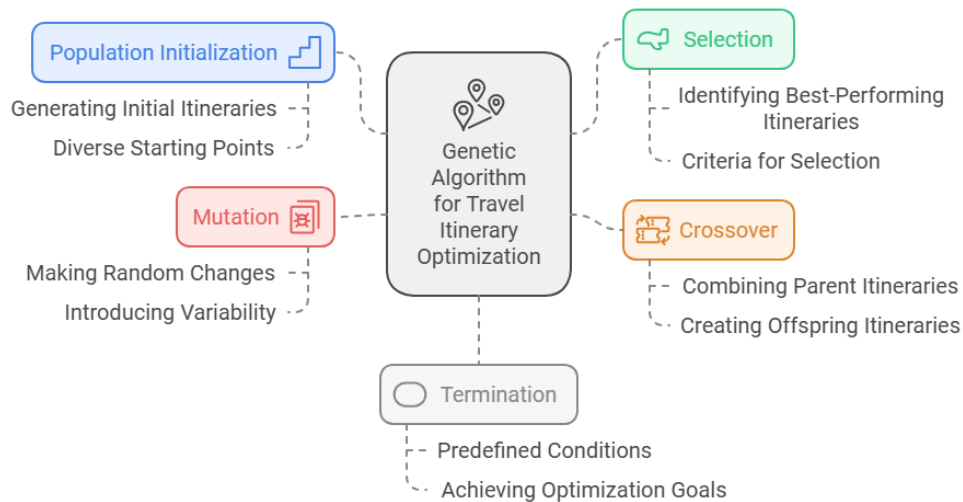 Population Initialization
Generating Initial Itineraries
Diverse Starting Points
Mutation
Making Random Changes
Introducing Variability
Genetic
Algorithm
for Travel
Itinerary
Optimization
Selection
Identifying Best-Performing
Itineraries
Criteria for Selection
Crossover
Combining Parent Itineraries
Creating Offspring Itineraries
Termination
Predefined Conditions
Achieving Optimization Goals